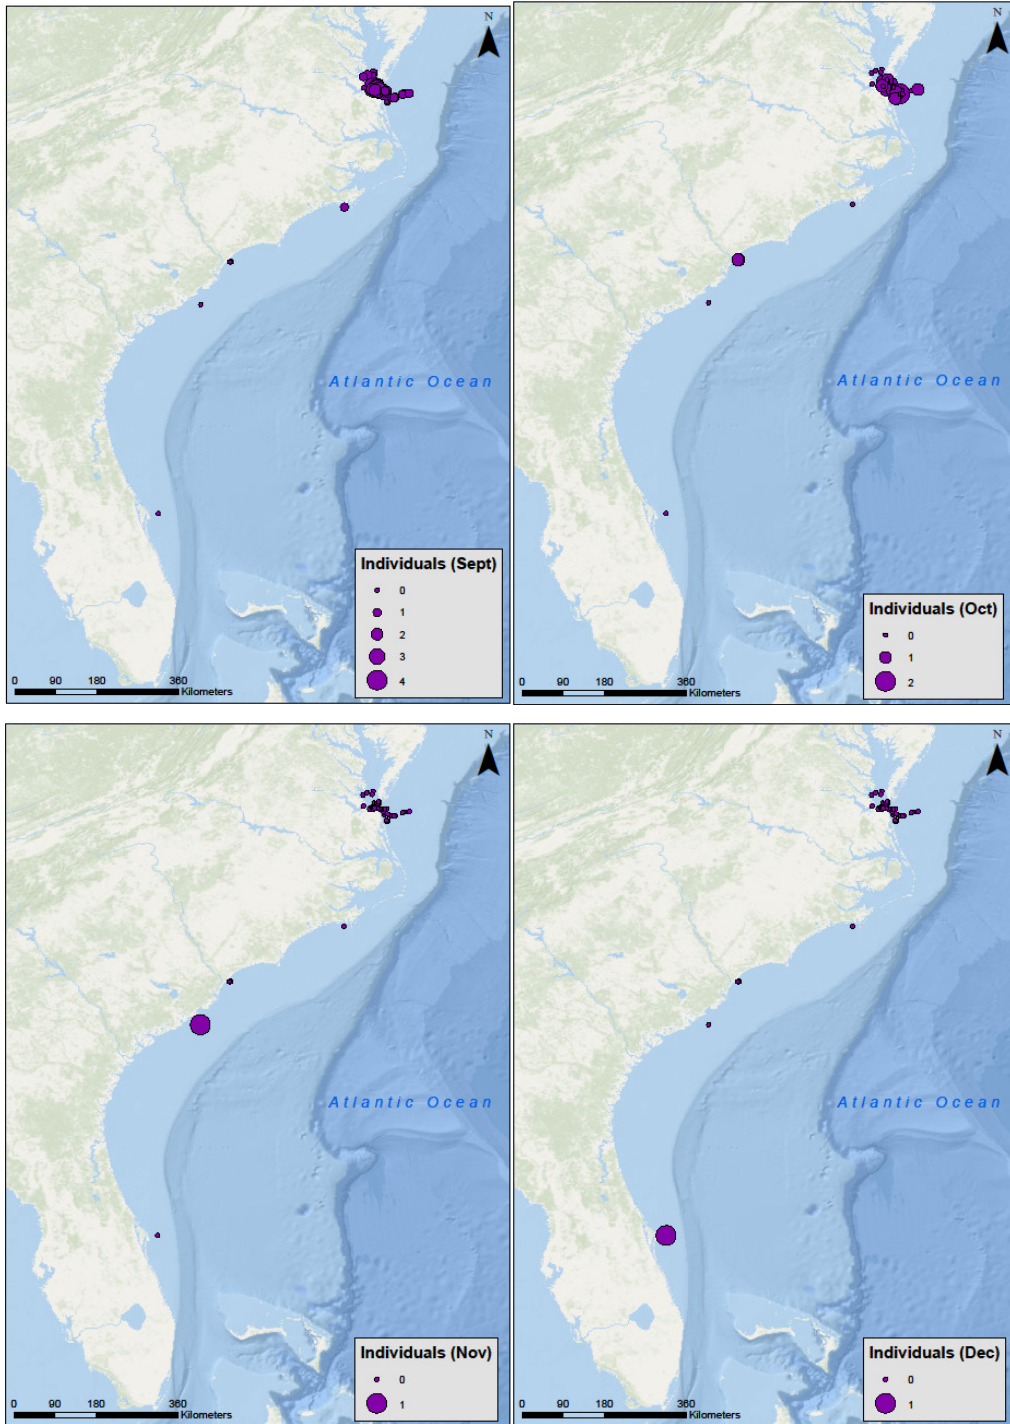 N
Atlantic Ocean
Individuals (Sept)
0
1
2
3
4
0 90 180 360
Kilometers
N
Atlantic Ocean
Individuals (Oct)
0
1
2
0 90 180 360
Kilometers
N
Atlantic Ocean
Individuals (Nov)
0
1
0 90 180 360
Kilometers
N
Atlantic Ocean
Individuals (Dec)
0
1
0 90 180 360
Kilometers